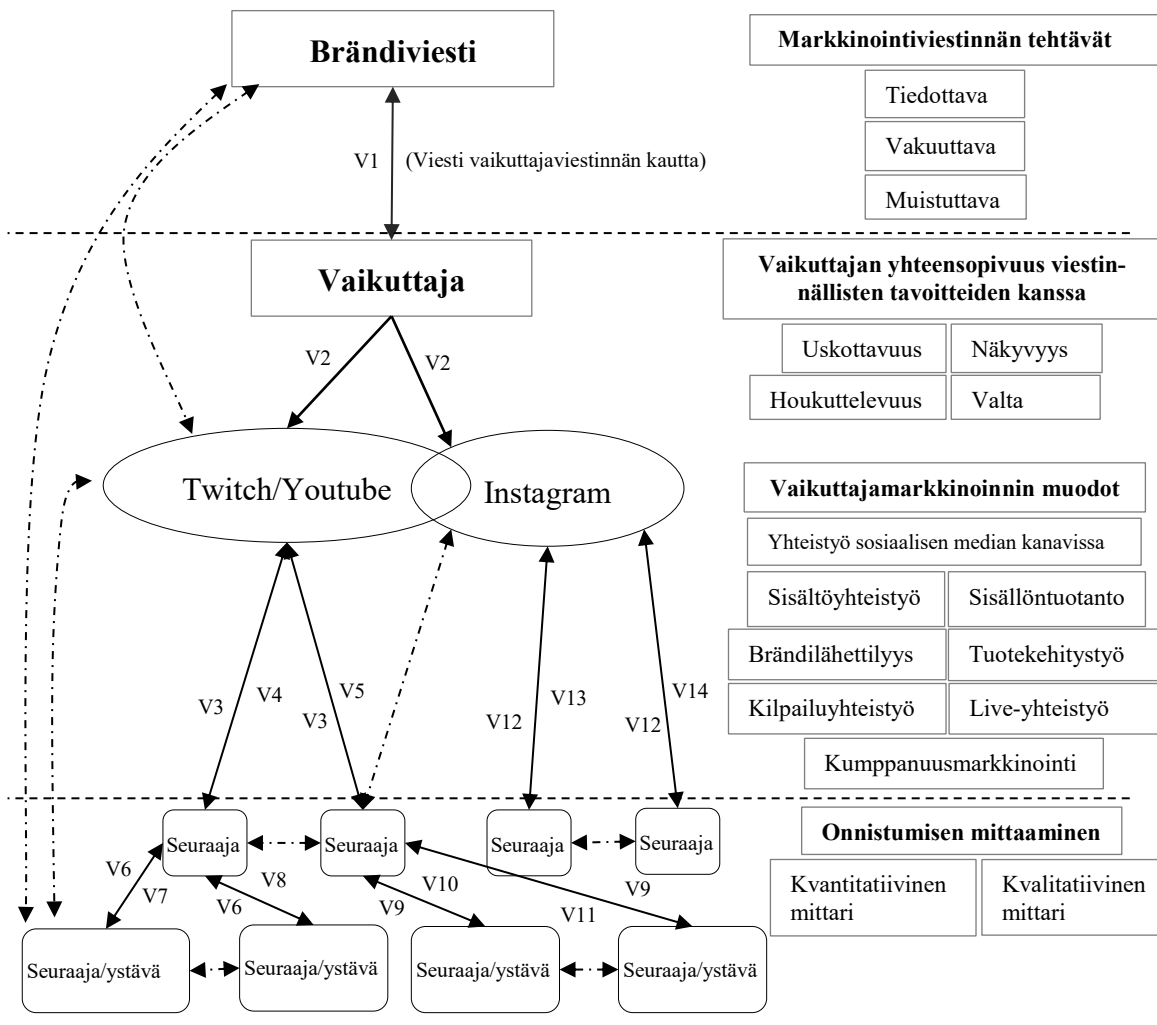 Brändiviesti
Markkinointiviestinnän tehtävät
Tiedottava
Vakuuttava
Muistuttava
V1
(Viesti vaikuttajaviestinnän kautta)
Vaikuttaja
Vaikuttajan yhteensopivuus viestin-
nällisten tavoitteiden kanssa
Uskottavuus
Näkyvyys
Houkuttelevuus
Valta
V2
V2
Twitch/Youtube
Instagram
Vaikuttajamarkkinoinnin muodot
Yhteistyö sosiaalisen median kanavissa
Sisältöyhteistyö
Sisällöntuotanto
Brändilähettilyys
Tuotekehitystyö
Kilpailuyhteistyö
Live-yhteistyö
Kumppanuusmarkkinointi
V3
V4
V5
V3
V13
V12
V14
V12
Seuraaja
Seuraaja
Seuraaja
Seuraaja
Onnistumisen mittaaminen
Kvantitatiivinen
mittari
Kvalitatiivinen
mittari
V6
V7
V8
V6
V10
V9
V9
V11
Seuraaja/ystävä
Seuraaja/ystävä
Seuraaja/ystävä
Seuraaja/ystävä